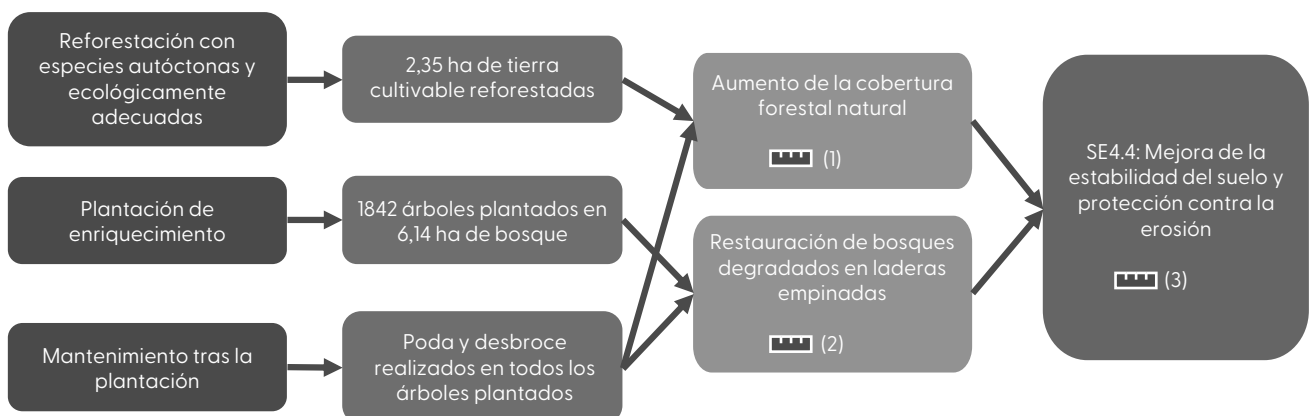 Reforestación con
especies autóctonas y
ecológicamente
adecuadas
2,35 ha de tierra
cultivable reforestadas
Aumento de la cobertura
forestal natural
(1)
SE4.4: Mejora de la
estabilidad del suelo y
protección contra la
erosión
(3)
Plantación de
enriquecimiento
1842 árboles plantados en
6,14 ha de bosque
Restauración de bosques
degradados en laderas
empinadas
(2)
Mantenimiento tras la
plantación
Poda y desbroce
realizados en todos los
árboles plantados